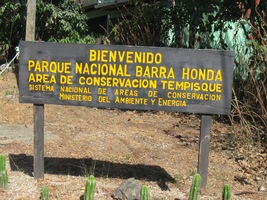 BIENVENIDO
PARQUE NACIONAL BARRA HONDA
AREA DE CONSERVACION TEMPISQUE
SISTEMA NACIONAL DE AREAS DE CONSERVACION
MINISTERIO DEL AMBIENTE Y ENERGIA